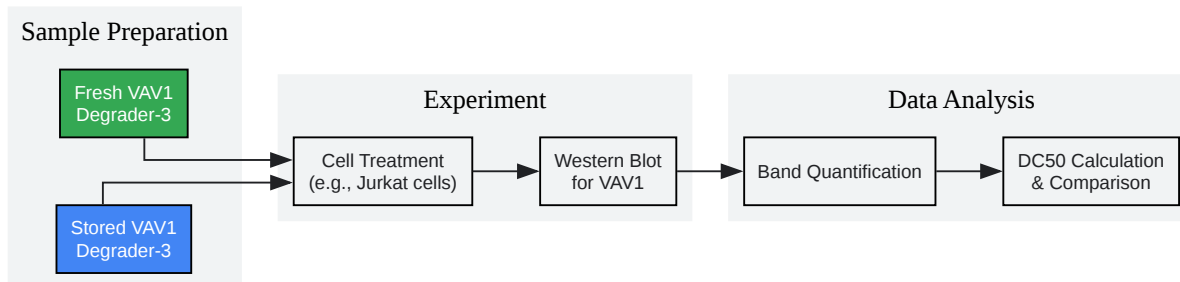 Sample Preparation
Fresh VAV1
Degrader-3
Stored VAV1
Degrader-3
Experiment
Cell Treatment
(e.g., Jurkat cells)
Western Blot
for VAV1
Data Analysis
Band Quantification
DC50 Calculation
& Comparison